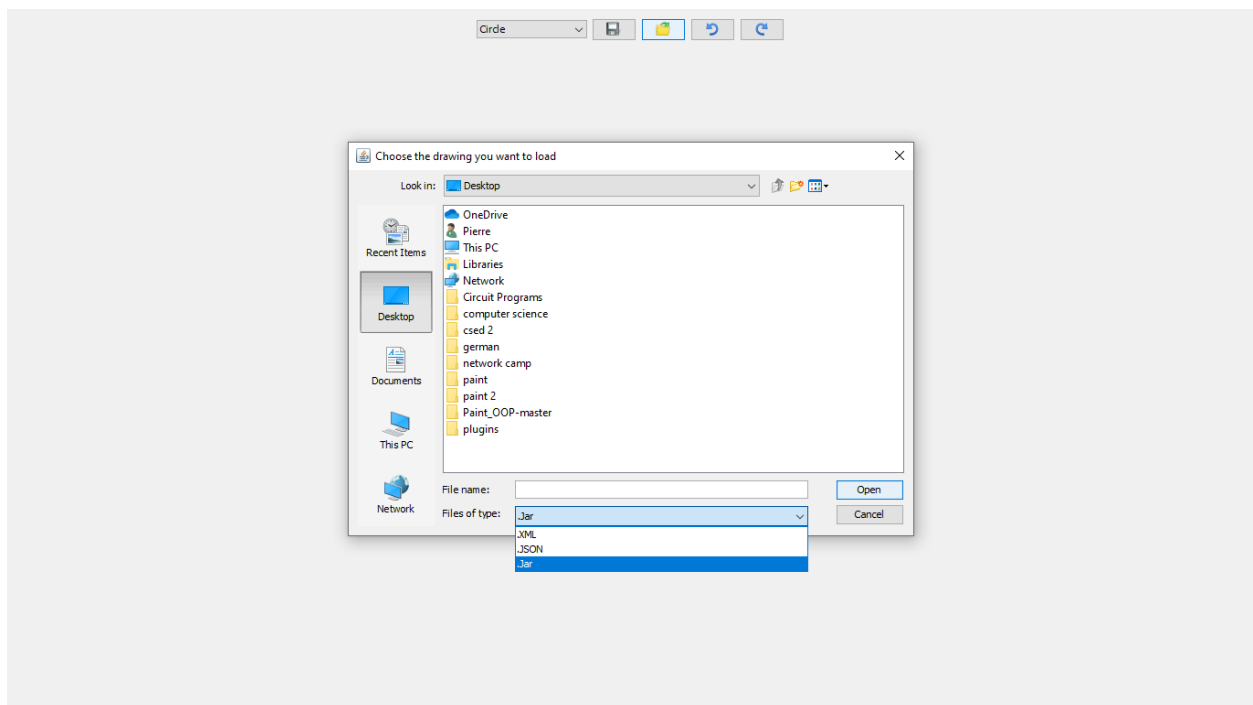 Circle
Choose the drawing you want to load
Look in: Desktop
OneDrive
Pierre
This PC
Libraries
Network
Circuit Programs
computer science
csed 2
german
network camp
paint
paint 2
Paint_OOP-master
plugins
Recent Items
Desktop
Documents
This PC
Network
File name:
Open
Files of type: .Jar
Cancel
.XML
.JSON
.Jar